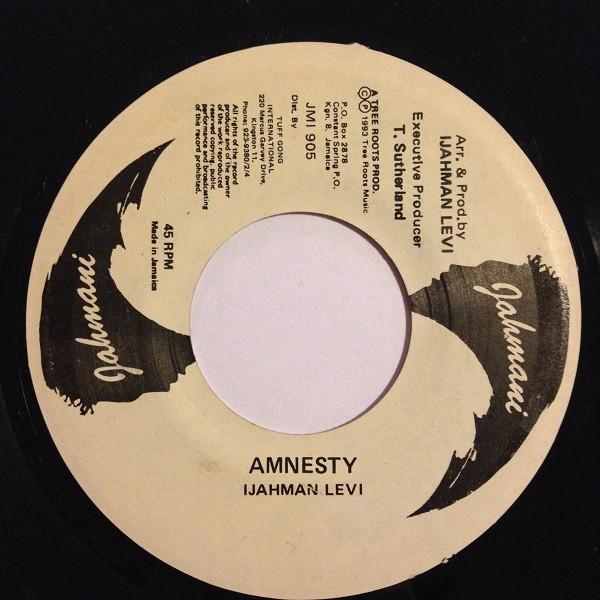 Arr. & Prod.by
IJAHMAN LEVI
Executive Producer
T. Sutherland
A TREE ROOTS PROD.
Ⓒ Ⓟ 1993 Tree Roots Music
P.O. Box 2878
Constant Spring P.O.
Kgn. 8, Jamaica
JMI 905
Dist. By
TUFF GONG
INTERNATIONAL
220 Marcus Garvey Drive,
Kingston 11.
Phone: 923-9380/2/4
All rights of the record
producer and of the owner
of the work reproduced
reserved copying, public
performance and broadcasting
of this record prohibited.
45 RPM
Made in Jamaica
Jahmani
Jahmani
AMNESTY
IJAHMAN LEVI